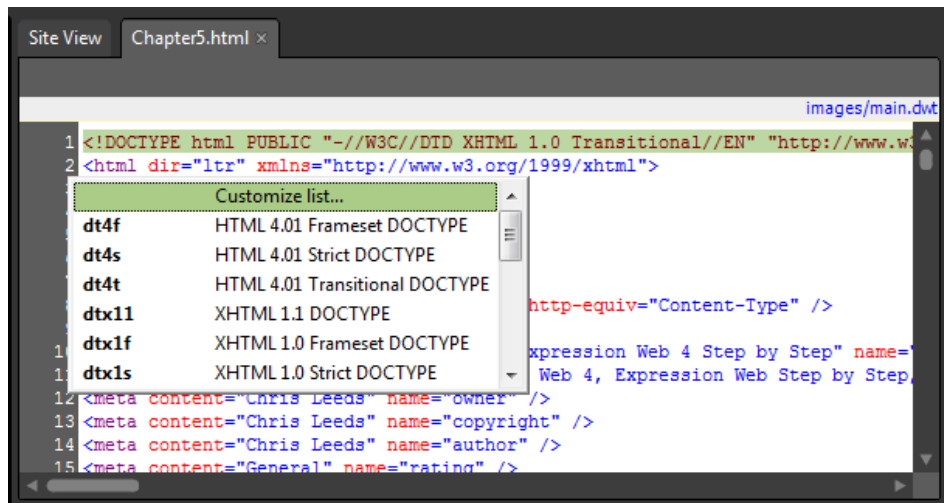 Site View Chapter5.html ×
images/main.dwt
1 <!DOCTYPE html PUBLIC "-//W3C//DTD XHTML 1.0 Transitional//EN" "http://www.w3
2 <html dir="ltr" xmlns="http://www.w3.org/1999/xhtml">
Customize list...
dt4f HTML 4.01 Frameset DOCTYPE
dt4s HTML 4.01 Strict DOCTYPE
dt4t HTML 4.01 Transitional DOCTYPE
dtx11 XHTML 1.1 DOCTYPE http-equiv="Content-Type" />
dtx1f XHTML 1.0 Frameset DOCTYPE xpression Web 4 Step by Step" name="
dtx1s XHTML 1.0 Strict DOCTYPE Web 4, Expression Web Step by Step,
12 <meta content="Chris Leeds" name="owner" />
13 <meta content="Chris Leeds" name="copyright" />
14 <meta content="Chris Leeds" name="author" />
15 <meta content="General" name="rating" />